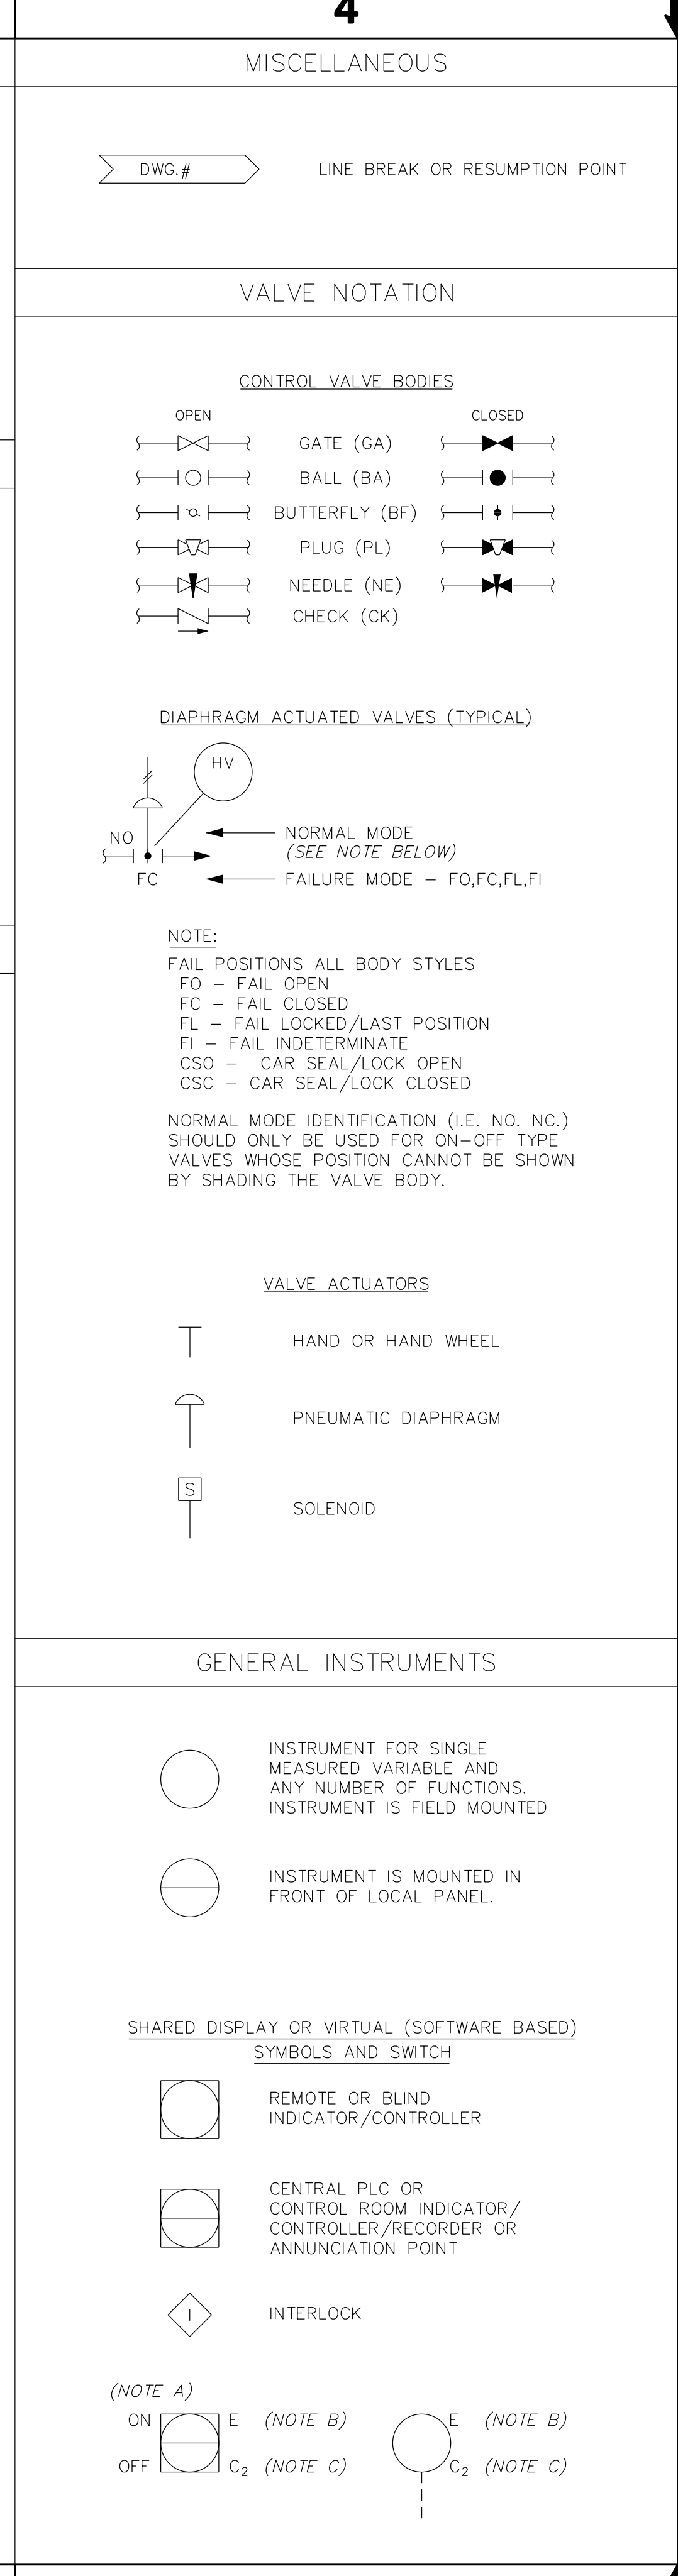 4
MISCELLANEOUS
DWG.# LINE BREAK OR RESUMPTION POINT
VALVE NOTATION
CONTROL VALVE BODIES
OPEN CLOSED
GATE (GA)
BALL (BA)
BUTTERFLY (BF)
PLUG (PL)
NEEDLE (NE)
CHECK (CK)
DIAPHRAGM ACTUATED VALVES (TYPICAL)
HV
NO NORMAL MODE
(SEE NOTE BELOW)
FC FAILURE MODE – FO,FC,FL,FI
NOTE:
FAIL POSITIONS ALL BODY STYLES
FO – FAIL OPEN
FC – FAIL CLOSED
FL – FAIL LOCKED/LAST POSITION
FI – FAIL INDETERMINATE
CSO – CAR SEAL/LOCK OPEN
CSC – CAR SEAL/LOCK CLOSED
NORMAL MODE IDENTIFICATION (I.E. NO. NC.)
SHOULD ONLY BE USED FOR ON–OFF TYPE
VALVES WHOSE POSITION CANNOT BE SHOWN
BY SHADING THE VALVE BODY.
VALVE ACTUATORS
HAND OR HAND WHEEL
PNEUMATIC DIAPHRAGM
S
SOLENOID
GENERAL INSTRUMENTS
INSTRUMENT FOR SINGLE
MEASURED VARIABLE AND
ANY NUMBER OF FUNCTIONS.
INSTRUMENT IS FIELD MOUNTED
INSTRUMENT IS MOUNTED IN
FRONT OF LOCAL PANEL.
SHARED DISPLAY OR VIRTUAL (SOFTWARE BASED)
SYMBOLS AND SWITCH
REMOTE OR BLIND
INDICATOR/CONTROLLER
CENTRAL PLC OR
CONTROL ROOM INDICATOR/
CONTROLLER/RECORDER OR
ANNUNCIATION POINT
I INTERLOCK
(NOTE A)
ON E (NOTE B) E (NOTE B)
OFF C₂ (NOTE C) C₂ (NOTE C)